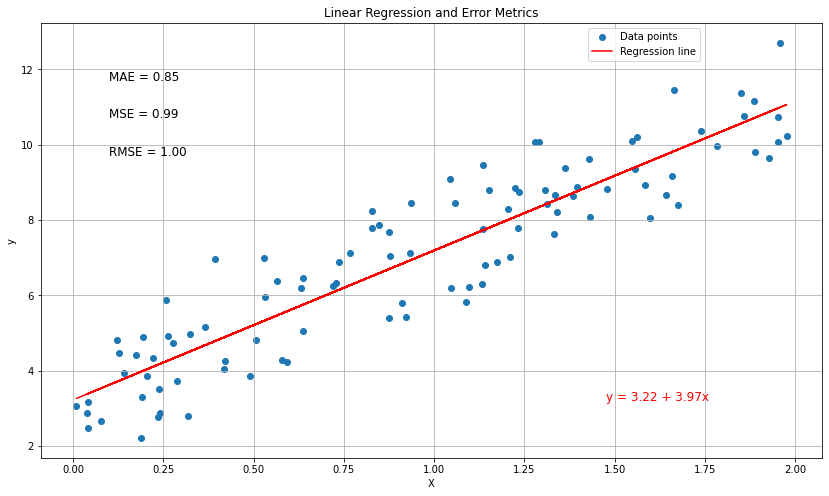 Linear Regression and Error Metrics
Data points
Regression line
MAE = 0.85
MSE = 0.99
RMSE = 1.00
y = 3.22 + 3.97x
y
12
10
8
6
4
2
0.00 0.25 0.50 0.75 1.00 1.25 1.50 1.75 2.00
X